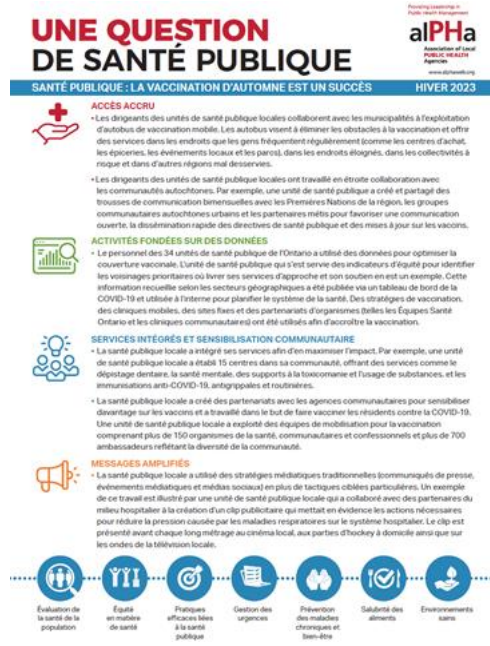 Providing Leadership in
Public Health Management
UNE QUESTION
DE SANTÉ PUBLIQUE
alPHa
Association of Local
PUBLIC HEALTH
Agencies
www.alphaweb.org
SANTÉ PUBLIQUE : LA VACCINATION D'AUTOMNE EST UN SUCCÈS
HIVER 2023
ACCÈS ACCRU
• Les dirigeants des unités de santé publique locales collaborent avec les municipalités à l'exploitation
d'autobus de vaccination mobile. Les autobus visent à éliminer les obstacles à la vaccination et offrir
des services dans les endroits que les gens fréquentent régulièrement (comme les centres d'achat,
les épiceries, les événements locaux et les parcs), dans les endroits éloignés, dans les collectivités à
risque et dans d'autres régions mal desservies.
• Les dirigeants des unités de santé publique locales ont travaillé en étroite collaboration avec
les communautés autochtones. Par exemple, une unité de santé publique a créé et partagé des
trousses de communication bimensuelles avec les Premières Nations de la région, les groupes
communautaires autochtones urbains et les partenaires métis pour favoriser une communication
ouverte, la dissémination rapide des directives de santé publique et des mises à jour sur les vaccins.
ACTIVITÉS FONDÉES SUR DES DONNÉES
• Le personnel des 34 unités de santé publique de l'Ontario a utilisé des données pour optimiser la
couverture vaccinale. L'unité de santé publique qui s'est servie des indicateurs d'équité pour identifier
les voisinages prioritaires où livrer ses services d'approche et son soutien en est un exemple. Cette
information recueillie selon les secteurs géographiques a été publiée via un tableau de bord de la
COVID-19 et utilisée à l'interne pour planifier le système de la santé. Des stratégies de vaccination,
des cliniques mobiles, des sites fixes et des partenariats d'organismes (telles les Équipes Santé
Ontario et les cliniques communautaires) ont été utilisés afin d'accroître la vaccination.
SERVICES INTÉGRÉS ET SENSIBILISATION COMMUNAUTAIRE
• La santé publique locale a intégré ses services afin d'en maximiser l'impact. Par exemple, une unité
de santé publique locale a établi 15 centres dans sa communauté, offrant des services comme le
dépistage dentaire, la santé mentale, des supports à la toxicomanie et l'usage de substances, et les
immunisations anti-COVID-19, antigrippales et routinières.
• La santé publique locale a créé des partenariats avec les agences communautaires pour sensibiliser
davantage sur les vaccins et a travaillé dans le but de faire vacciner les résidents contre la COVID-19.
Une unité de santé publique locale a exploité des équipes de mobilisation pour la vaccination
comprenant plus de 150 organismes de la santé, communautaires et confessionnels et plus de 700
ambassadeurs reflétant la diversité de la communauté.
MESSAGES AMPLIFIÉS
• La santé publique locale a utilisé des stratégies médiatiques traditionnelles (communiqués de presse,
événements médiatiques et médias sociaux) en plus de tactiques ciblées particulières. Un exemple
de ce travail est illustré par une unité de santé publique locale qui a collaboré avec des partenaires du
milieu hospitalier à la création d'un clip publicitaire qui mettait en évidence les actions nécessaires
pour réduire la pression causée par les maladies respiratoires sur le système hospitalier. Le clip est
présenté avant chaque long métrage au cinéma local, aux parties d'hockey à domicile ainsi que sur
les ondes de la télévision locale.
Évaluation de
la santé de la
population
Équité
en matière
de santé
Pratiques
efficaces liées
à la santé
publique
Gestion des
urgences
Prévention
des maladies
chroniques et
bien-être
Salubrité des
aliments
Environnements
sains